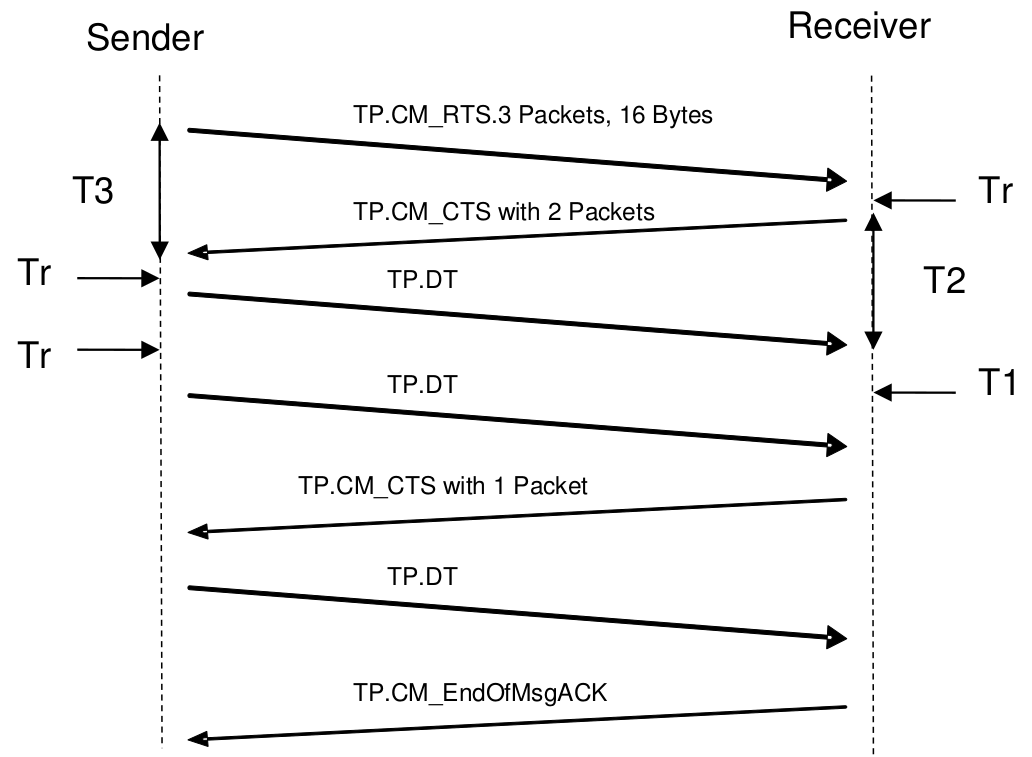 Sender
Receiver
TP.CM_RTS.3 Packets, 16 Bytes
T3
Tr
TP.CM_CTS with 2 Packets
Tr
TP.DT
T2
Tr
TP.DT
T1
TP.CM_CTS with 1 Packet
TP.DT
TP.CM_EndOfMsgACK